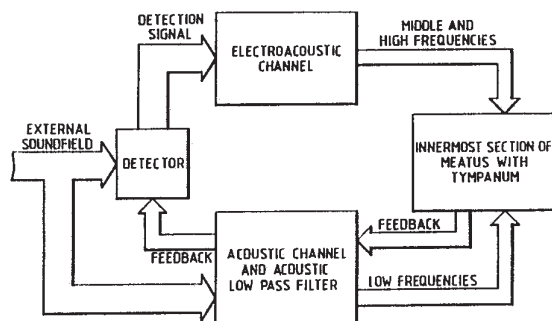 DETECTION
SIGNAL
ELECTROACOUSTIC
CHANNEL
MIDDLE AND
HIGH FREQUENCIES
EXTERNAL
SOUNDFIELD
DETECTOR
INNERMOST SECTION OF
MEATUS WITH
TYMPANUM
FEEDBACK
FEEDBACK
ACOUSTIC CHANNEL
AND ACOUSTIC
LOW PASS FILTER
LOW FREQUENCIES